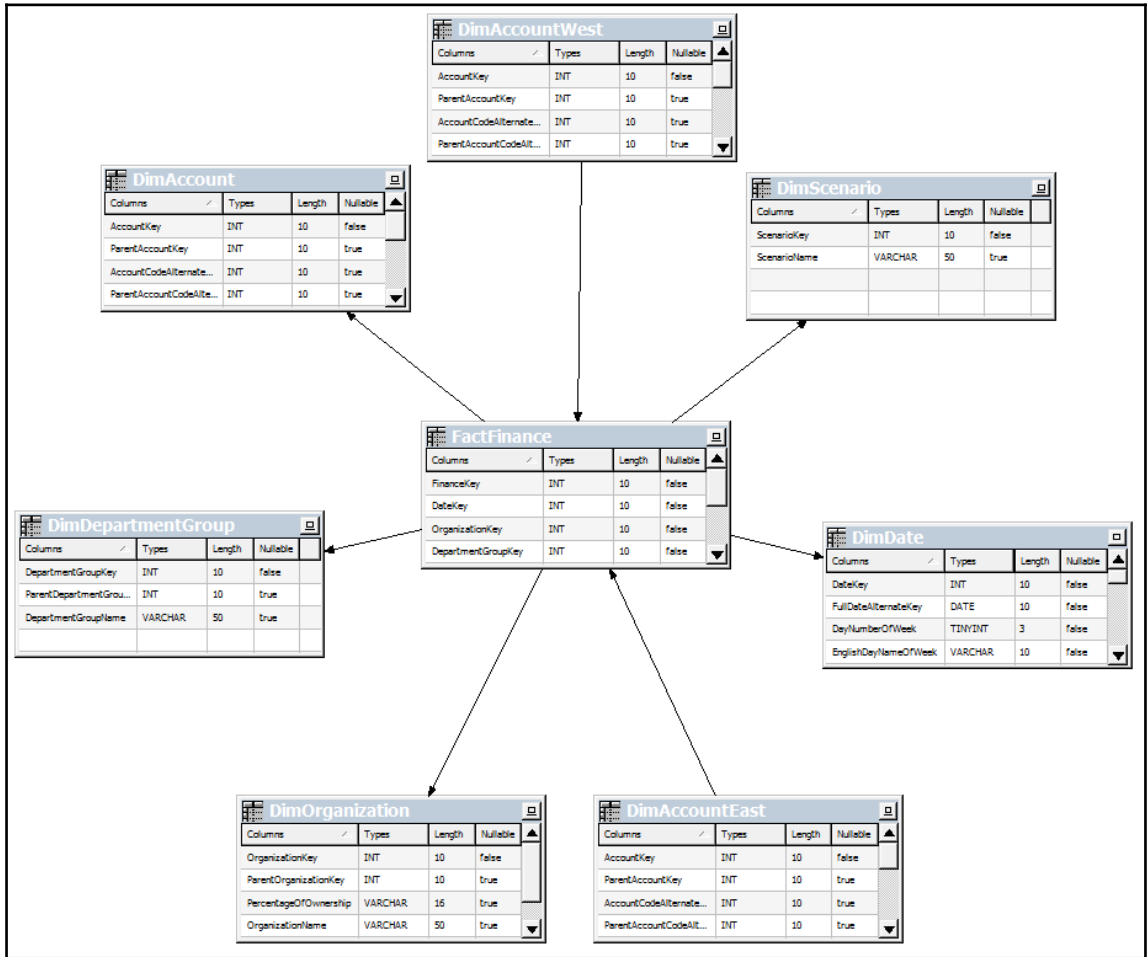 DimAccountWest
Columns Types Length Nullable
AccountKey INT 10 false
ParentAccountKey INT 10 true
AccountCodeAlternate... INT 10 true
ParentAccountCodeAlt... INT 10 true
DimAccount
Columns Types Length Nullable
AccountKey INT 10 false
ParentAccountKey INT 10 true
AccountCodeAlternate... INT 10 true
ParentAccountCodeAlte... INT 10 true
DimScenario
Columns Types Length Nullable
ScenarioKey INT 10 false
ScenarioName VARCHAR 50 true
FactFinance
Columns Types Length Nullable
FinanceKey INT 10 false
DateKey INT 10 false
OrganizationKey INT 10 false
DepartmentGroupKey INT 10 false
DimDepartmentGroup
Columns Types Length Nullable
DepartmentGroupKey INT 10 false
ParentDepartmentGrou... INT 10 true
DepartmentGroupName VARCHAR 50 true
DimDate
Columns Types Length Nullable
DateKey INT 10 false
FullDateAlternateKey DATE 10 false
DayNumberOfWeek TINYINT 3 false
EnglishDayNameOfWeek VARCHAR 10 false
DimOrganization
Columns Types Length Nullable
OrganizationKey INT 10 false
ParentOrganizationKey INT 10 true
PercentageOfOwnership VARCHAR 16 true
OrganizationName VARCHAR 50 true
DimAccountEast
Columns Types Length Nullable
AccountKey INT 10 false
ParentAccountKey INT 10 true
AccountCodeAlternate... INT 10 true
ParentAccountCodeAlt... INT 10 true